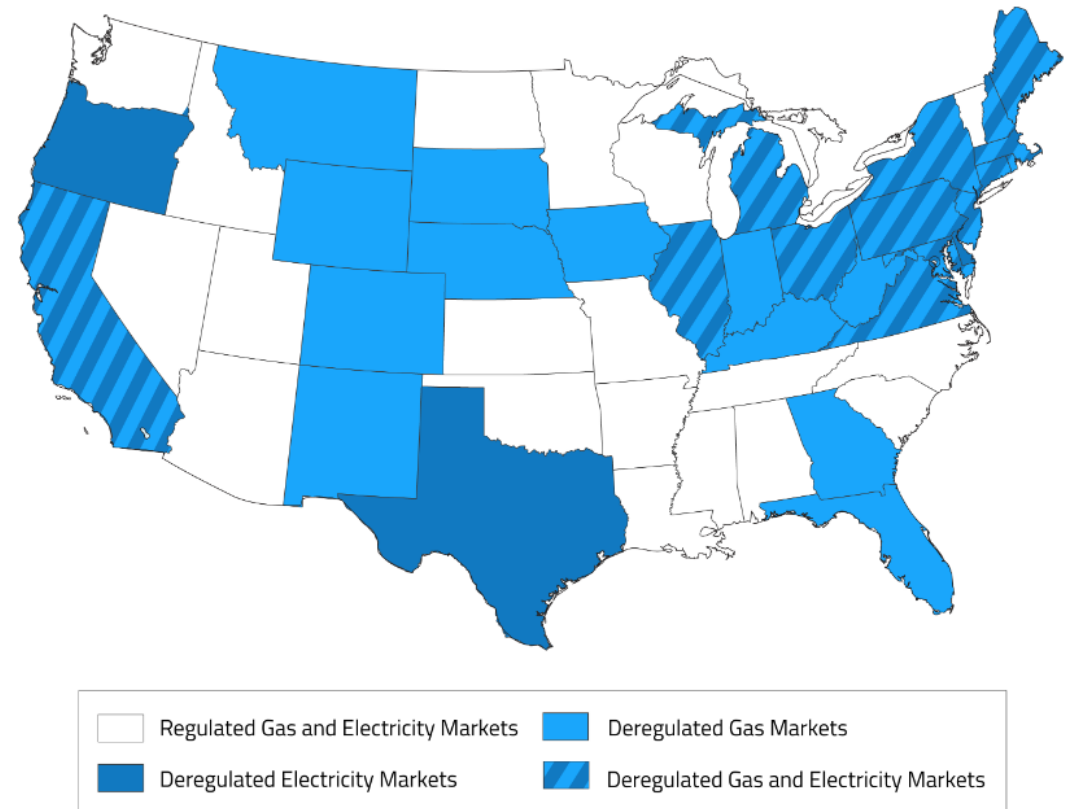 Regulated Gas and Electricity Markets
Deregulated Gas Markets
Deregulated Electricity Markets
Deregulated Gas and Electricity Markets